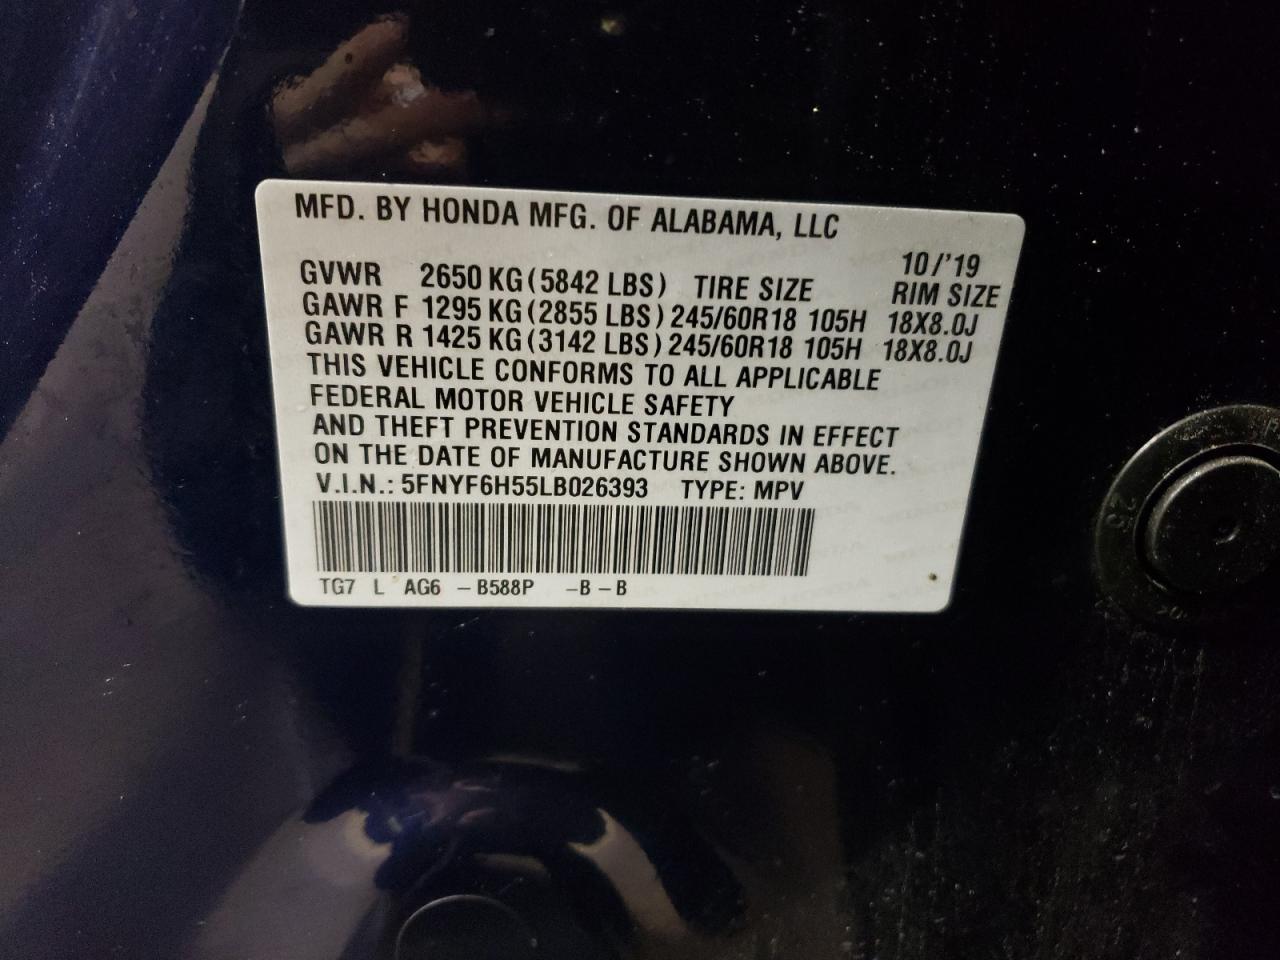 MFD. BY HONDA MFG. OF ALABAMA, LLC
10/'19
GVWR 2650 KG (5842 LBS) TIRE SIZE RIM SIZE
GAWR F 1295 KG (2855 LBS) 245/60R18 105H 18X8.0J
GAWR R 1425 KG (3142 LBS) 245/60R18 105H 18X8.0J
THIS VEHICLE CONFORMS TO ALL APPLICABLE
FEDERAL MOTOR VEHICLE SAFETY
AND THEFT PREVENTION STANDARDS IN EFFECT
ON THE DATE OF MANUFACTURE SHOWN ABOVE.
V.I.N.: 5FNYF6H55LB026393 TYPE: MPV
TG7 L AG6 -B588P -B-B